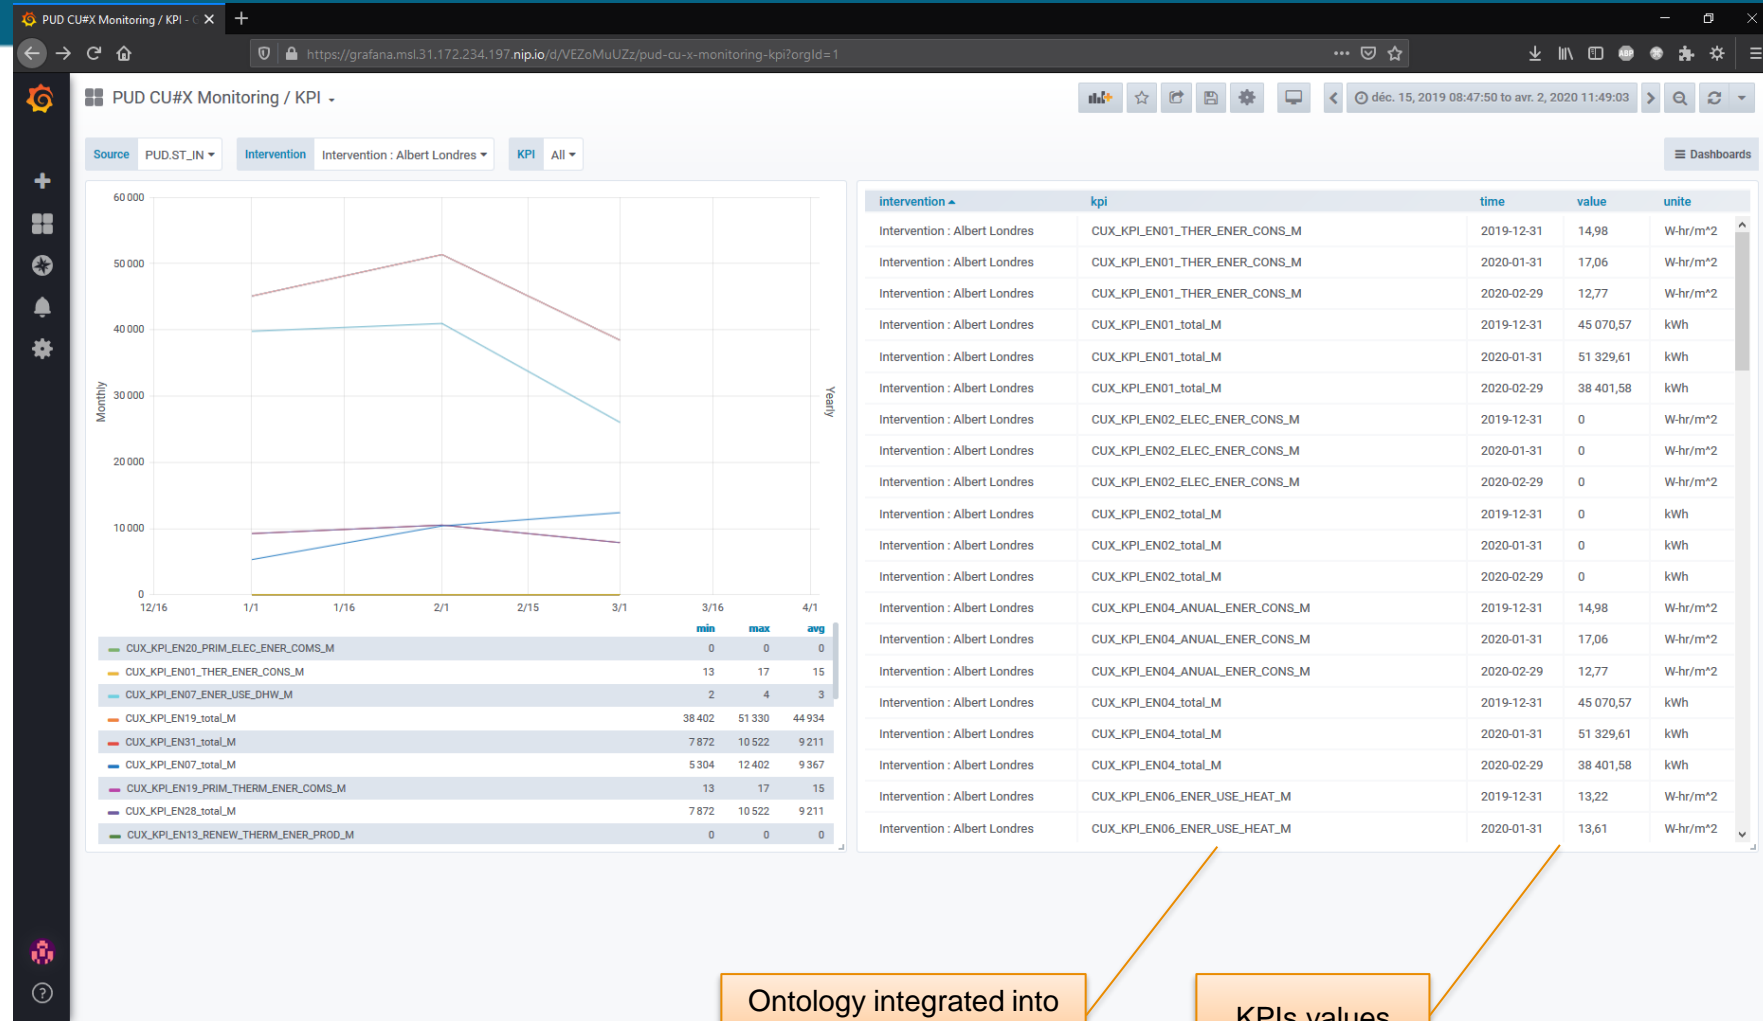 PUD CU#X Monitoring / KPI - G
https://grafana.msl.31.172.234.197.nip.io/d/VEZoMuUZz/pud-cu-x-monitoring-kpi?orgId=1
ABP
PUD CU#X Monitoring / KPI
déc. 15, 2019 08:47:50 to avr. 2, 2020 11:49:03
Source PUD.ST_IN Intervention Intervention : Albert Londres KPI All
Dashboards
60 000
50 000
40 000
30 000
20 000
10 000
0
Monthly
Yearly
12/16 1/1 1/16 2/1 2/15 3/1 3/16 4/1
min max avg
CUX_KPI_EN20_PRIM_ELEC_ENER_COMS_M 0 0 0
CUX_KPI_EN01_THER_ENER_CONS_M 13 17 15
CUX_KPI_EN07_ENER_USE_DHW_M 2 4 3
CUX_KPI_EN19_total_M 38 402 51 330 44 934
CUX_KPI_EN31_total_M 7 872 10 522 9 211
CUX_KPI_EN07_total_M 5 304 12 402 9 367
CUX_KPI_EN19_PRIM_THERM_ENER_COMS_M 13 17 15
CUX_KPI_EN28_total_M 7 872 10 522 9 211
CUX_KPI_EN13_RENEW_THERM_ENER_PROD_M 0 0 0
intervention kpi time value unite
Intervention : Albert Londres CUX_KPI_EN01_THER_ENER_CONS_M 2019-12-31 14,98 W-hr/m^2
Intervention : Albert Londres CUX_KPI_EN01_THER_ENER_CONS_M 2020-01-31 17,06 W-hr/m^2
Intervention : Albert Londres CUX_KPI_EN01_THER_ENER_CONS_M 2020-02-29 12,77 W-hr/m^2
Intervention : Albert Londres CUX_KPI_EN01_total_M 2019-12-31 45 070,57 kWh
Intervention : Albert Londres CUX_KPI_EN01_total_M 2020-01-31 51 329,61 kWh
Intervention : Albert Londres CUX_KPI_EN01_total_M 2020-02-29 38 401,58 kWh
Intervention : Albert Londres CUX_KPI_EN02_ELEC_ENER_CONS_M 2019-12-31 0 W-hr/m^2
Intervention : Albert Londres CUX_KPI_EN02_ELEC_ENER_CONS_M 2020-01-31 0 W-hr/m^2
Intervention : Albert Londres CUX_KPI_EN02_ELEC_ENER_CONS_M 2020-02-29 0 W-hr/m^2
Intervention : Albert Londres CUX_KPI_EN02_total_M 2019-12-31 0 kWh
Intervention : Albert Londres CUX_KPI_EN02_total_M 2020-01-31 0 kWh
Intervention : Albert Londres CUX_KPI_EN02_total_M 2020-02-29 0 kWh
Intervention : Albert Londres CUX_KPI_EN04_ANUAL_ENER_CONS_M 2019-12-31 14,98 W-hr/m^2
Intervention : Albert Londres CUX_KPI_EN04_ANUAL_ENER_CONS_M 2020-01-31 17,06 W-hr/m^2
Intervention : Albert Londres CUX_KPI_EN04_ANUAL_ENER_CONS_M 2020-02-29 12,77 W-hr/m^2
Intervention : Albert Londres CUX_KPI_EN04_total_M 2019-12-31 45 070,57 kWh
Intervention : Albert Londres CUX_KPI_EN04_total_M 2020-01-31 51 329,61 kWh
Intervention : Albert Londres CUX_KPI_EN04_total_M 2020-02-29 38 401,58 kWh
Intervention : Albert Londres CUX_KPI_EN06_ENER_USE_HEAT_M 2019-12-31 13,22 W-hr/m^2
Intervention : Albert Londres CUX_KPI_EN06_ENER_USE_HEAT_M 2020-01-31 13,61 W-hr/m^2
Ontology integrated into
KPIs values